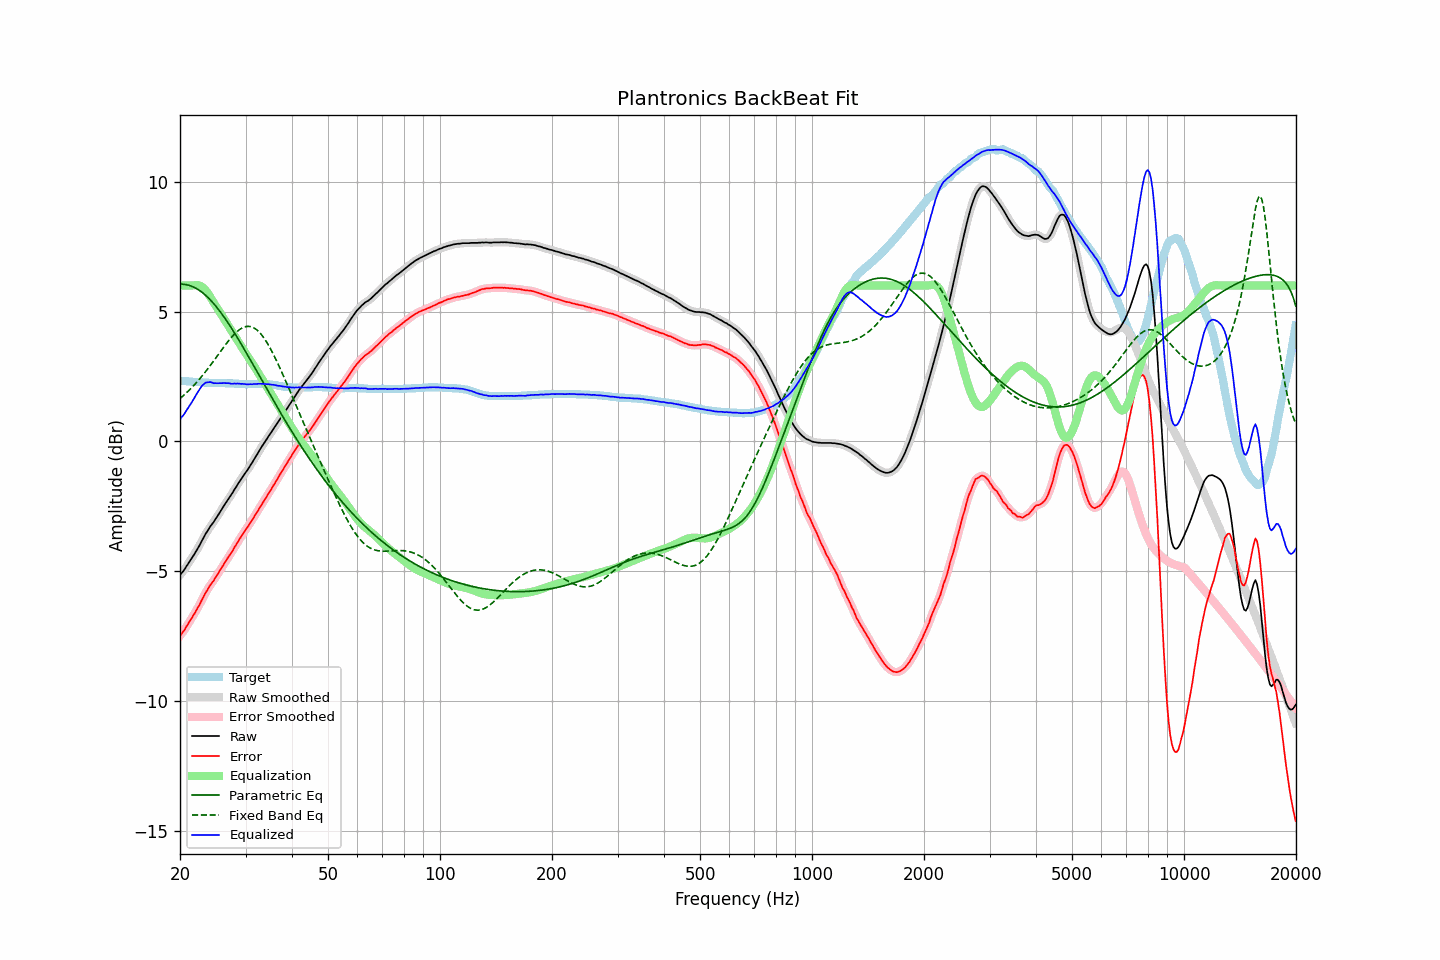 Plantronics BackBeat Fit
Amplitude (dBr)
10
5
0
−5
−10
−15
Target
Raw Smoothed
Error Smoothed
Raw
Error
Equalization
Parametric Eq
Fixed Band Eq
Equalized
20 50 100 200 500 1000 2000 5000 10000 20000
Frequency (Hz)